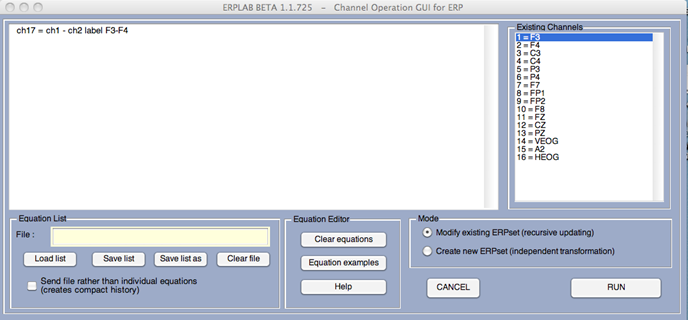 ERPLAB BETA 1.1.725 - Channel Operation GUI for ERP
ch17 = ch1 - ch2 label F3-F4
Existing Channels
1 = F3
2 = F4
3 = C3
4 = C4
5 = P3
6 = P4
7 = F7
8 = FP1
9 = FP2
10 = F8
11 = FZ
12 = CZ
13 = PZ
14 = VEOG
15 = A2
16 = HEOG
Equation List
File :
Load list
Save list
Save list as
Clear file
Send file rather than individual equations
(creates compact history)
Equation Editor
Clear equations
Equation examples
Help
Mode
Modify existing ERPset (recursive updating)
Create new ERPset (independent transformation)
CANCEL
RUN